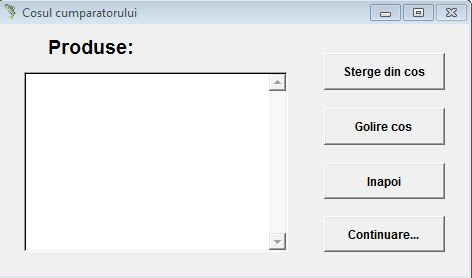 Cosul cumparatorului
Produse:
Sterge din cos
Golire cos
Inapoi
Continuare...